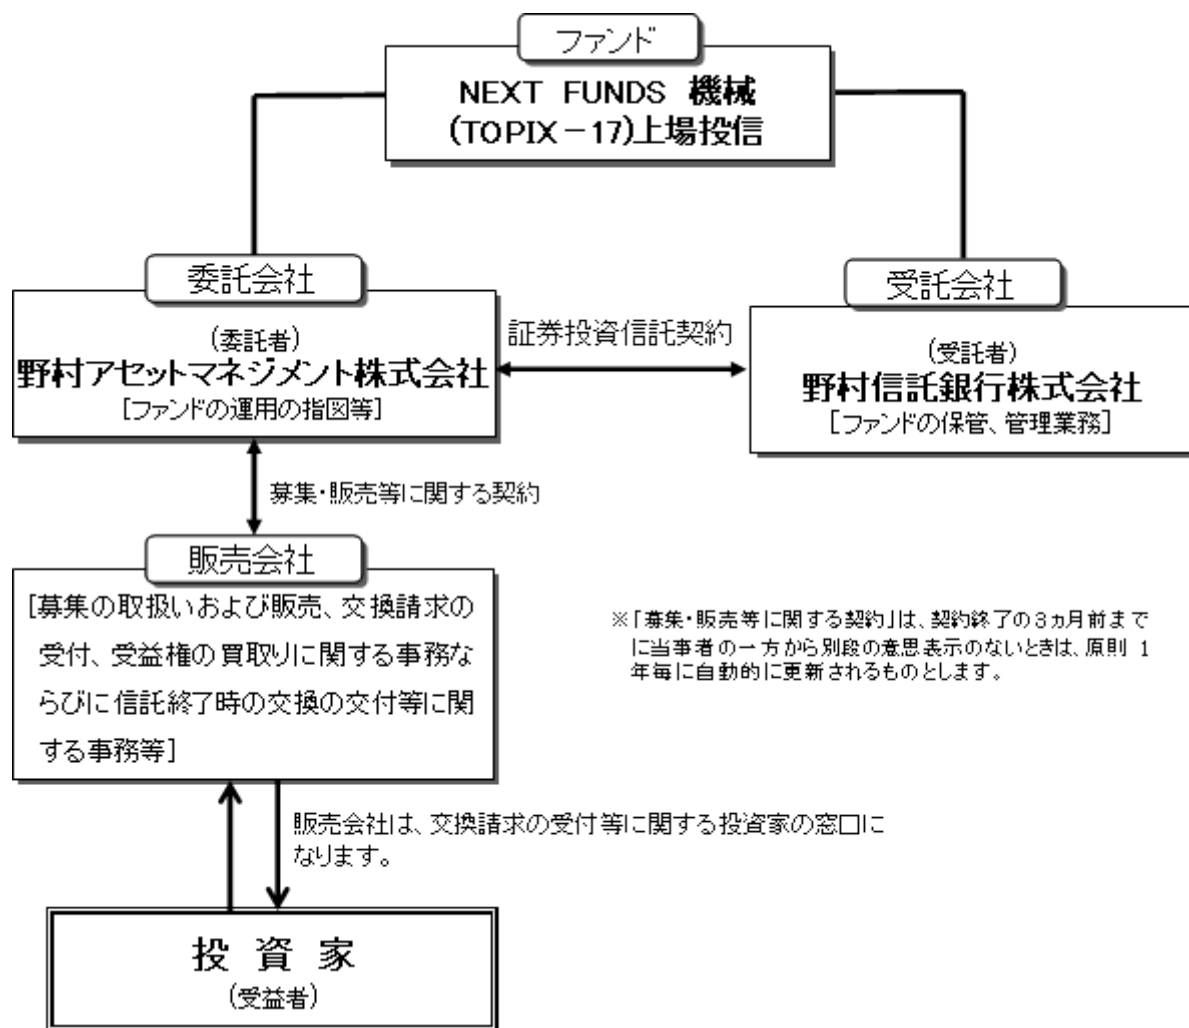 ファンド
NEXT FUNDS 機械
(TOPIX－17)上場投信
委託会社
(委託者)
野村アセットマネジメント株式会社
[ファンドの運用の指図等]
証券投資信託契約
受託会社
(受託者)
野村信託銀行株式会社
[ファンドの保管、管理業務]
募集・販売等に関する契約
販売会社
[募集の取扱いおよび販売、交換請求の
受付、受益権の買取りに関する事務な
らびに信託終了時の交換の交付等に関
する事務等]
※「募集・販売等に関する契約」は、契約終了の3ヵ月前まで
に当事者の一方から別段の意思表示のないときは、原則 1
年毎に自動的に更新されるものとします。
販売会社は、交換請求の受付等に関する投資家の窓口に
なります。
投 資 家
(受益者)